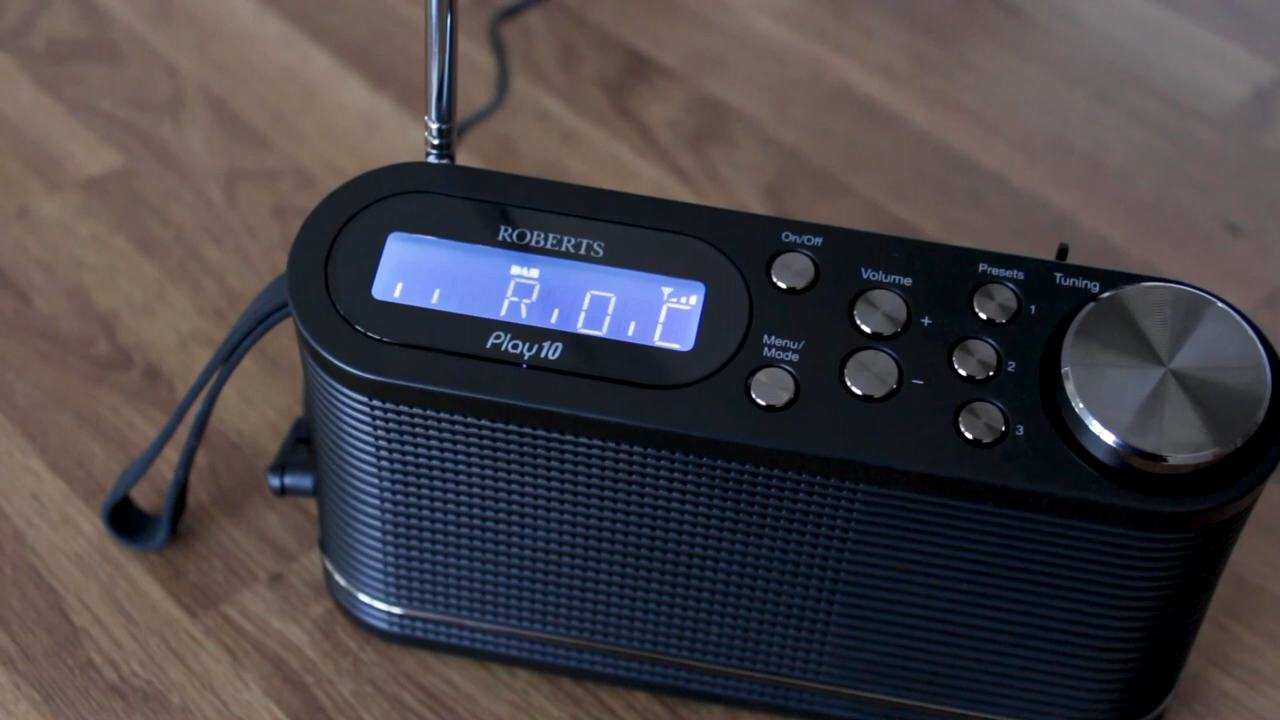 ROBERTS
DAB
Play10
On/Off
Volume
+
-
Menu/
Mode
Presets
1
2
3
Tuning